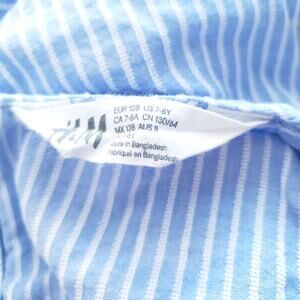 H&M
EUR 128 US 7-8Y
CA 7-8A CN 130/64
MX 128 AUS 8
Made in Bangladesh
Fabriqué en Bangladesh